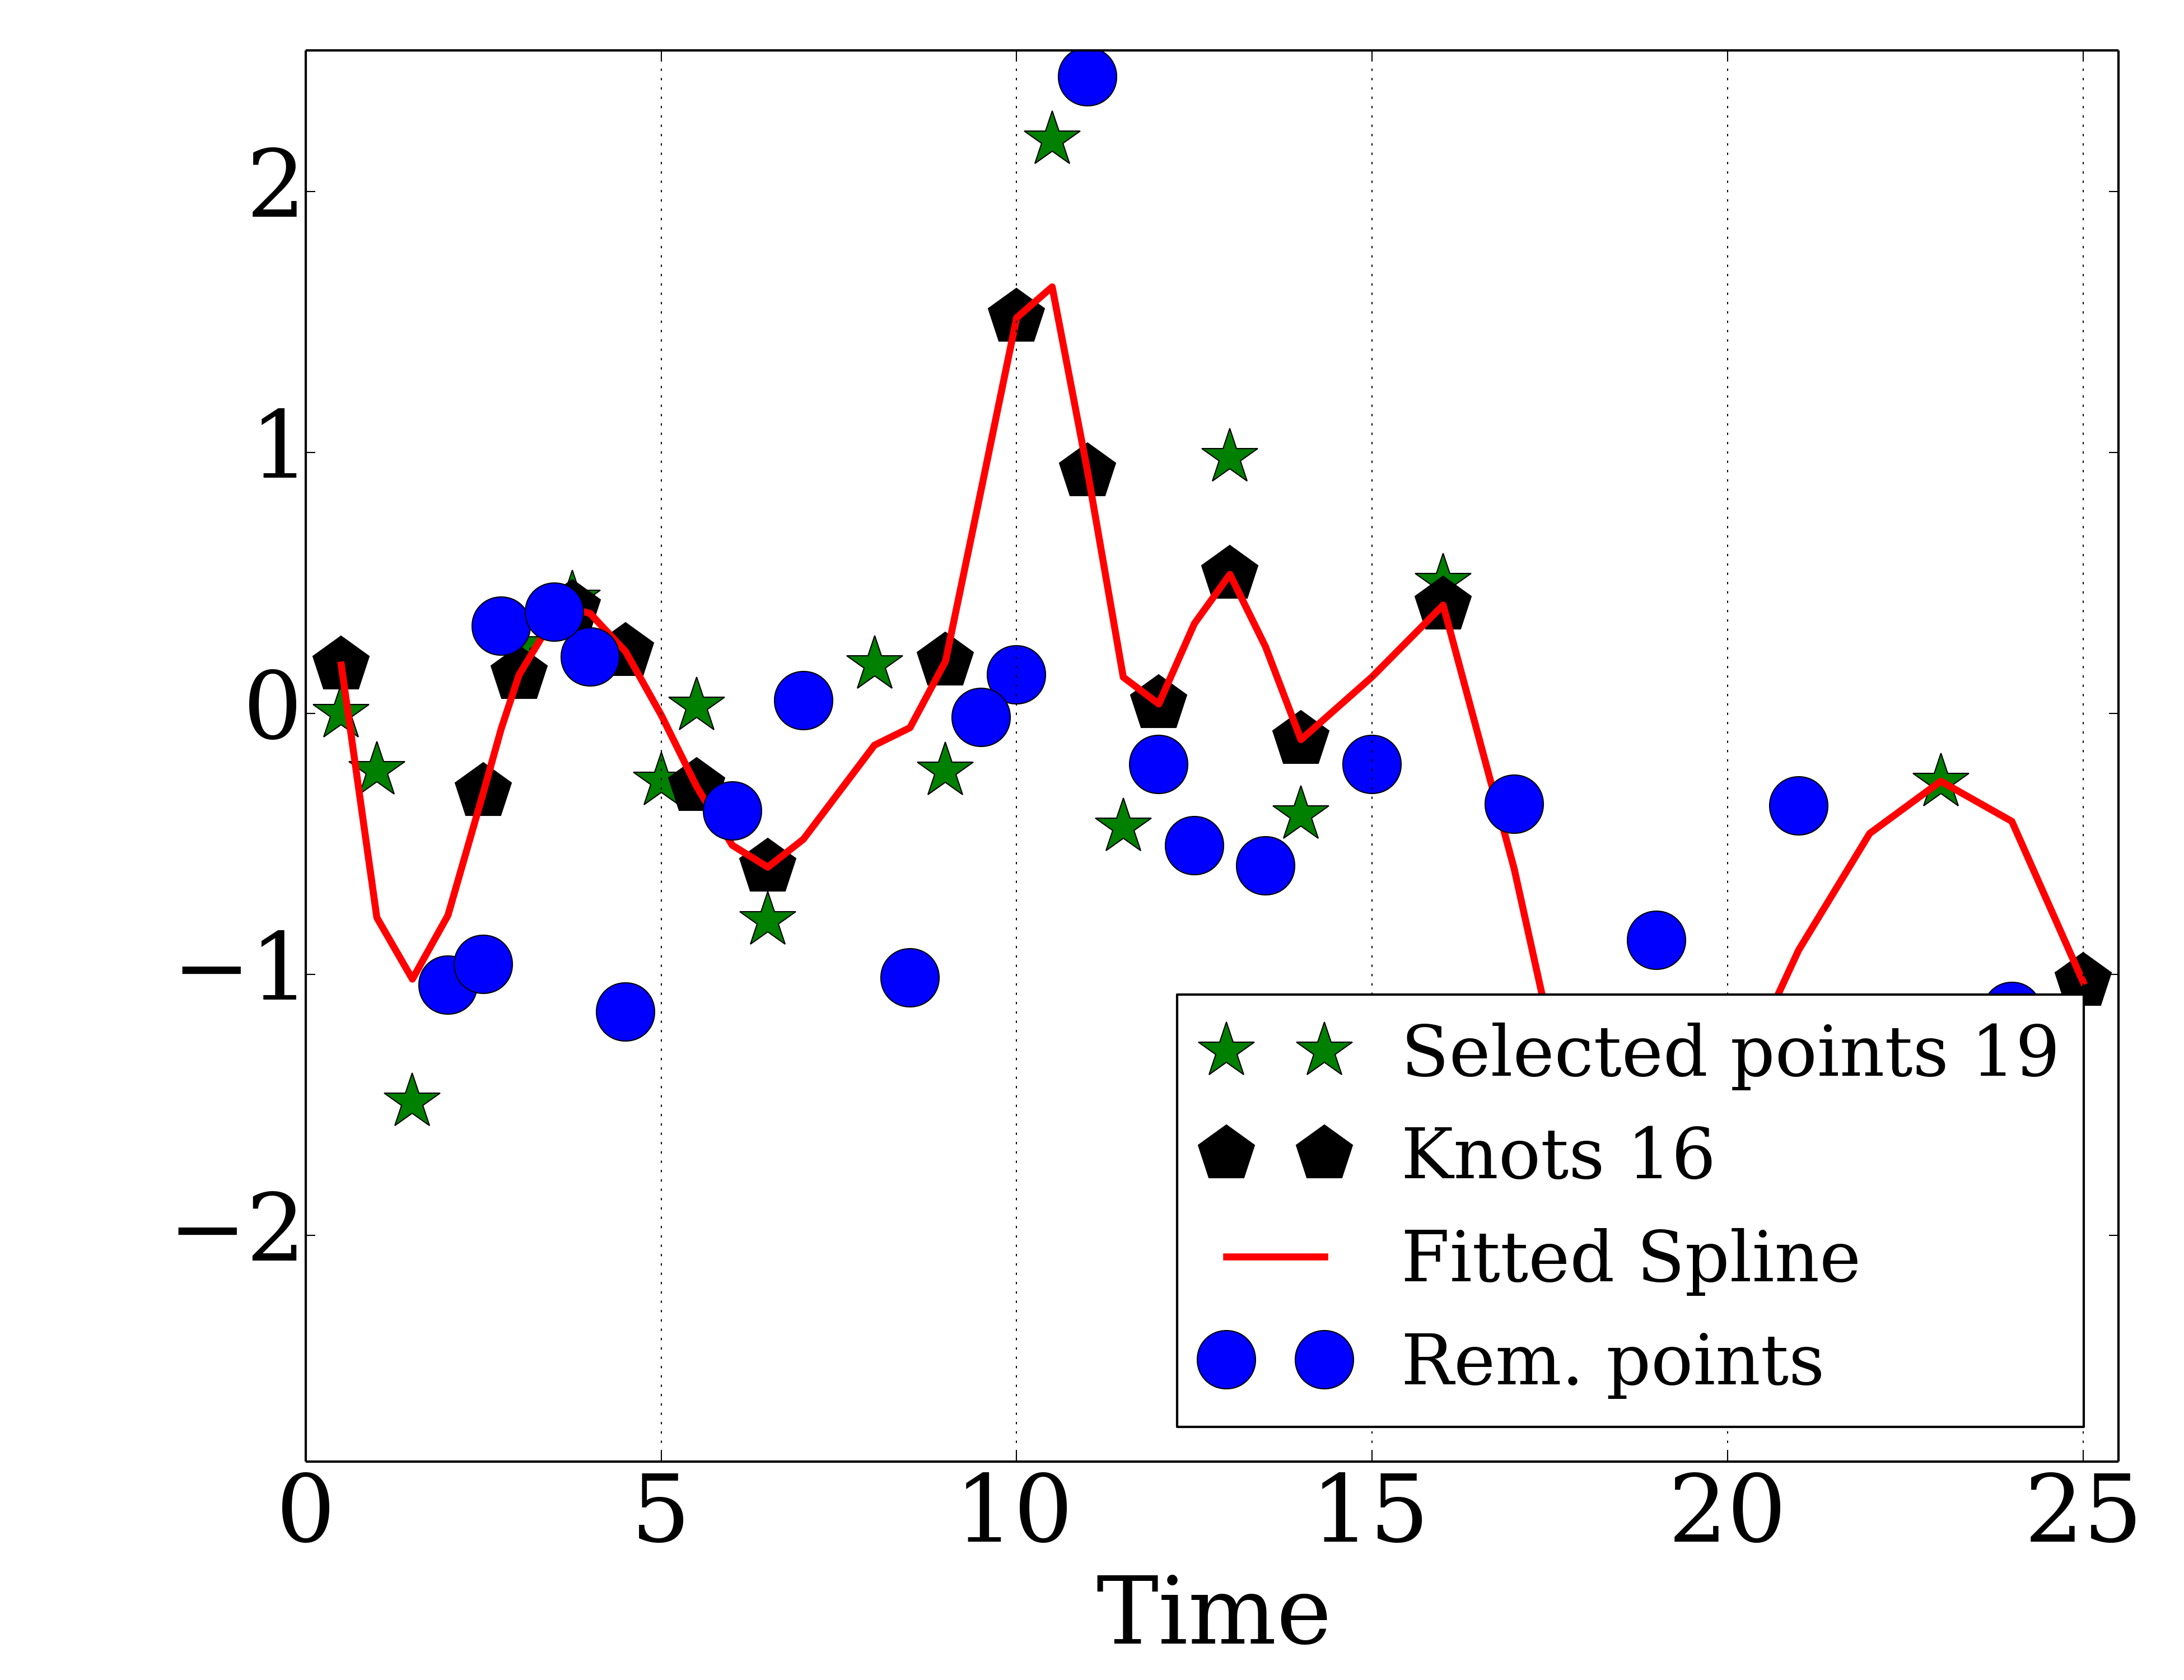 2
1
0
−1
−2
0 5 10 15 20 25
Time
Selected points 19
Knots 16
Fitted Spline
Rem. points